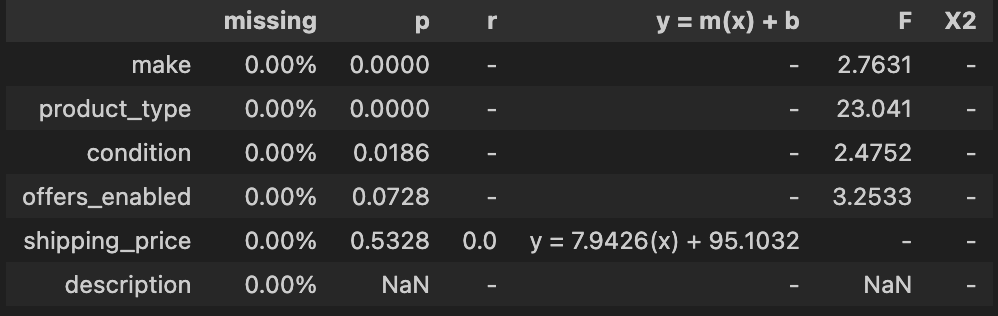 missing p r y = m(x) + b F X2
make 0.00% 0.0000 - - 2.7631 -
product_type 0.00% 0.0000 - - 23.041 -
condition 0.00% 0.0186 - - 2.4752 -
offers_enabled 0.00% 0.0728 - - 3.2533 -
shipping_price 0.00% 0.5328 0.0 y = 7.9426(x) + 95.1032 - -
description 0.00% NaN - - NaN -